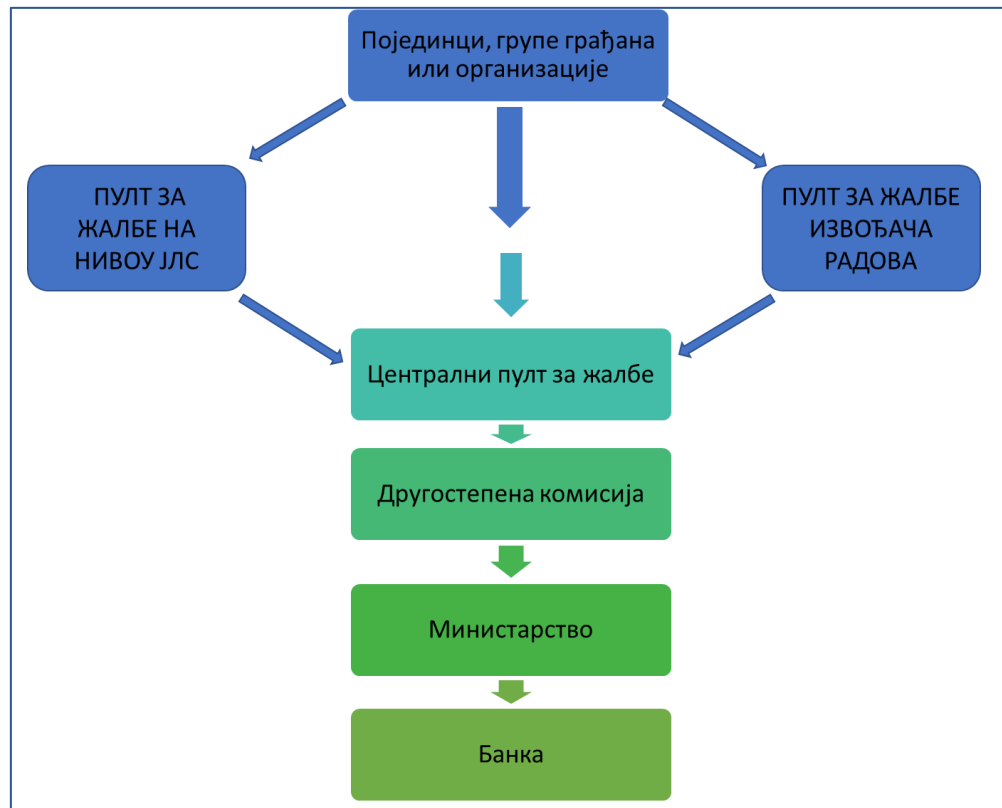 Појединци, групе грађана
или организације
ПУЛТ ЗА
ЖАЛБЕ НА
НИВОУ ЈЛС
ПУЛТ ЗА ЖАЛБЕ
ИЗВОЂАЧА
РАДОВА
Централни пулт за жалбе
Другостепена комисија
Министарство
Банка